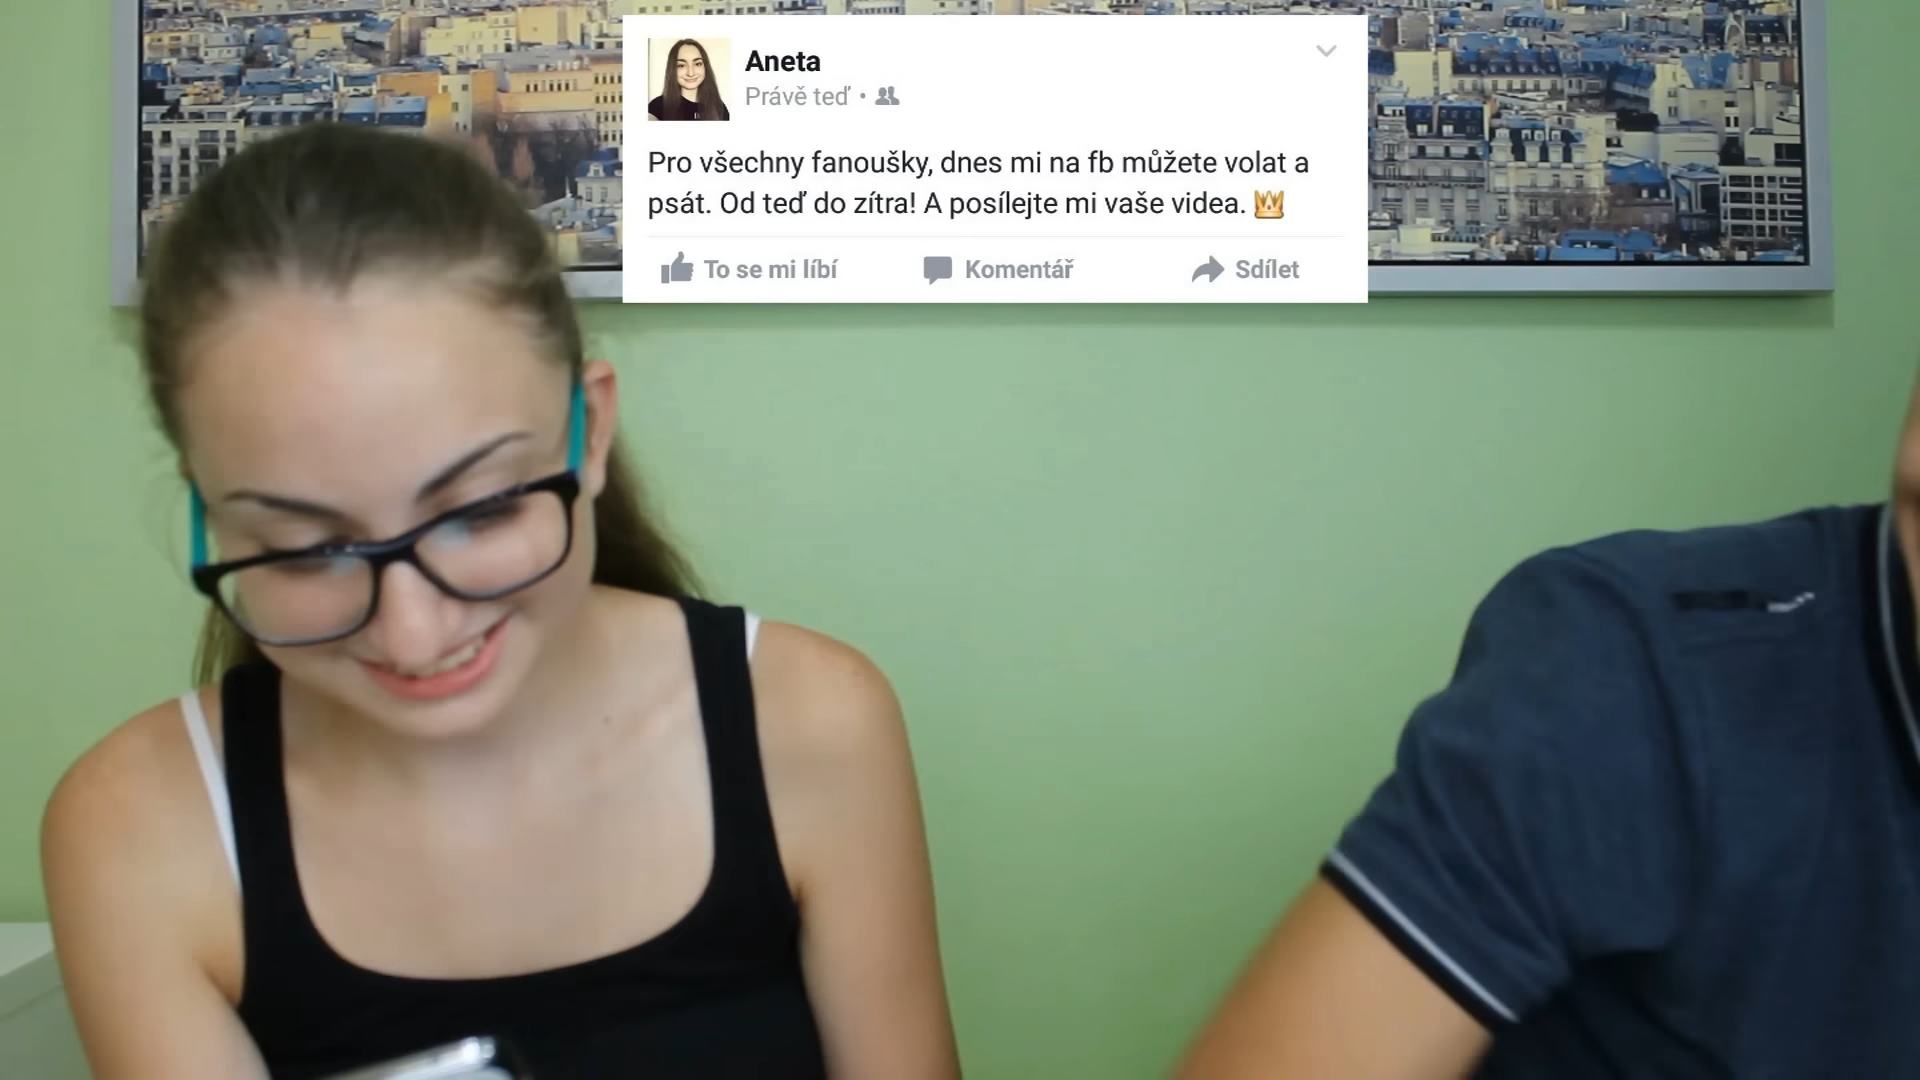 Aneta
Právě teď •
Pro všechny fanoušky, dnes mi na fb můžete volat a
psát. Od teď do zítra! A posílejte mi vaše videa. 👑
To se mi líbí Komentář Sdílet